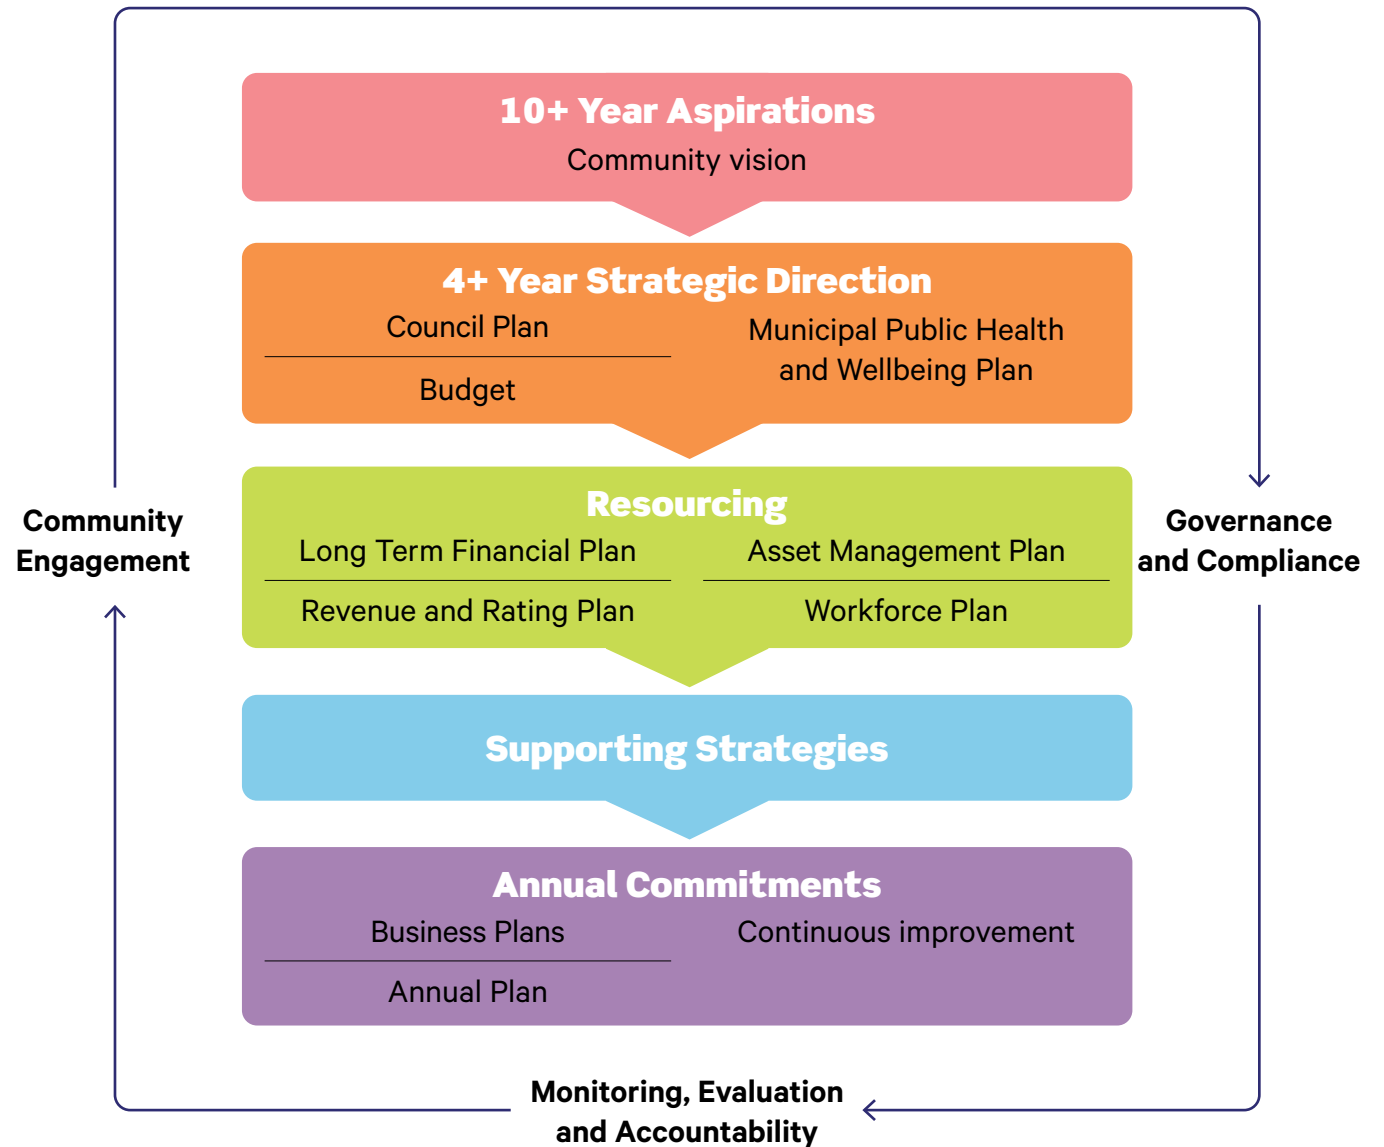 10+ Year Aspirations
Community vision
4+ Year Strategic Direction
Council Plan
Budget
Municipal Public Health
and Wellbeing Plan
Community
Engagement
Resourcing
Long Term Financial Plan
Revenue and Rating Plan
Asset Management Plan
Workforce Plan
Governance
and Compliance
Supporting Strategies
Annual Commitments
Business Plans
Annual Plan
Continuous improvement
Monitoring, Evaluation
and Accountability